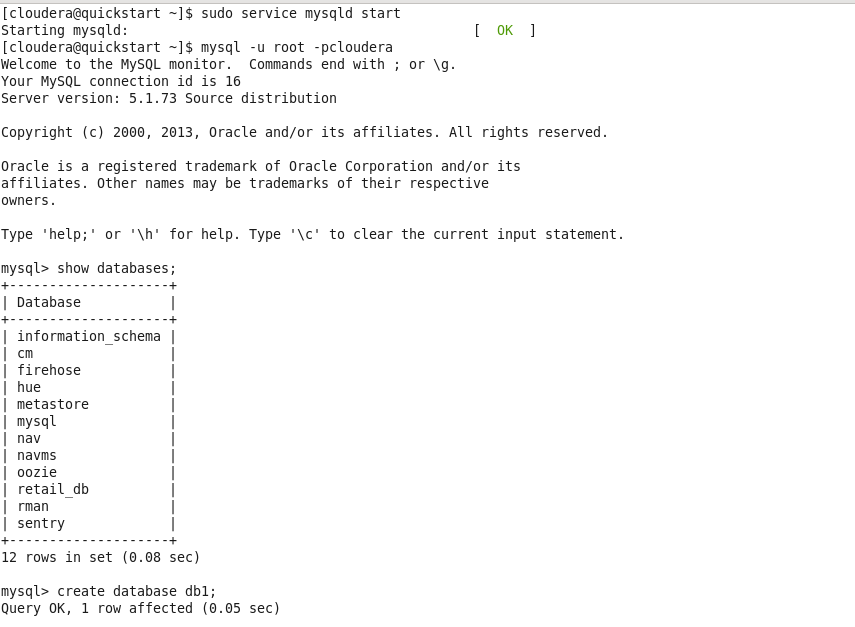 [cloudera@quickstart ~]$ sudo service mysqld start
Starting mysqld:                                           [  OK  ]
[cloudera@quickstart ~]$ mysql -u root -pcloudera
Welcome to the MySQL monitor.  Commands end with ; or \g.
Your MySQL connection id is 16
Server version: 5.1.73 Source distribution

Copyright (c) 2000, 2013, Oracle and/or its affiliates. All rights reserved.

Oracle is a registered trademark of Oracle Corporation and/or its
affiliates. Other names may be trademarks of their respective
owners.

Type 'help;' or '\h' for help. Type '\c' to clear the current input statement.

mysql> show databases;
+--------------------+
| Database           |
+--------------------+
| information_schema |
| cm                 |
| firehose           |
| hue                |
| metastore          |
| mysql              |
| nav                |
| navms              |
| oozie              |
| retail_db          |
| rman               |
| sentry             |
+--------------------+
12 rows in set (0.08 sec)

mysql> create database db1;
Query OK, 1 row affected (0.05 sec)